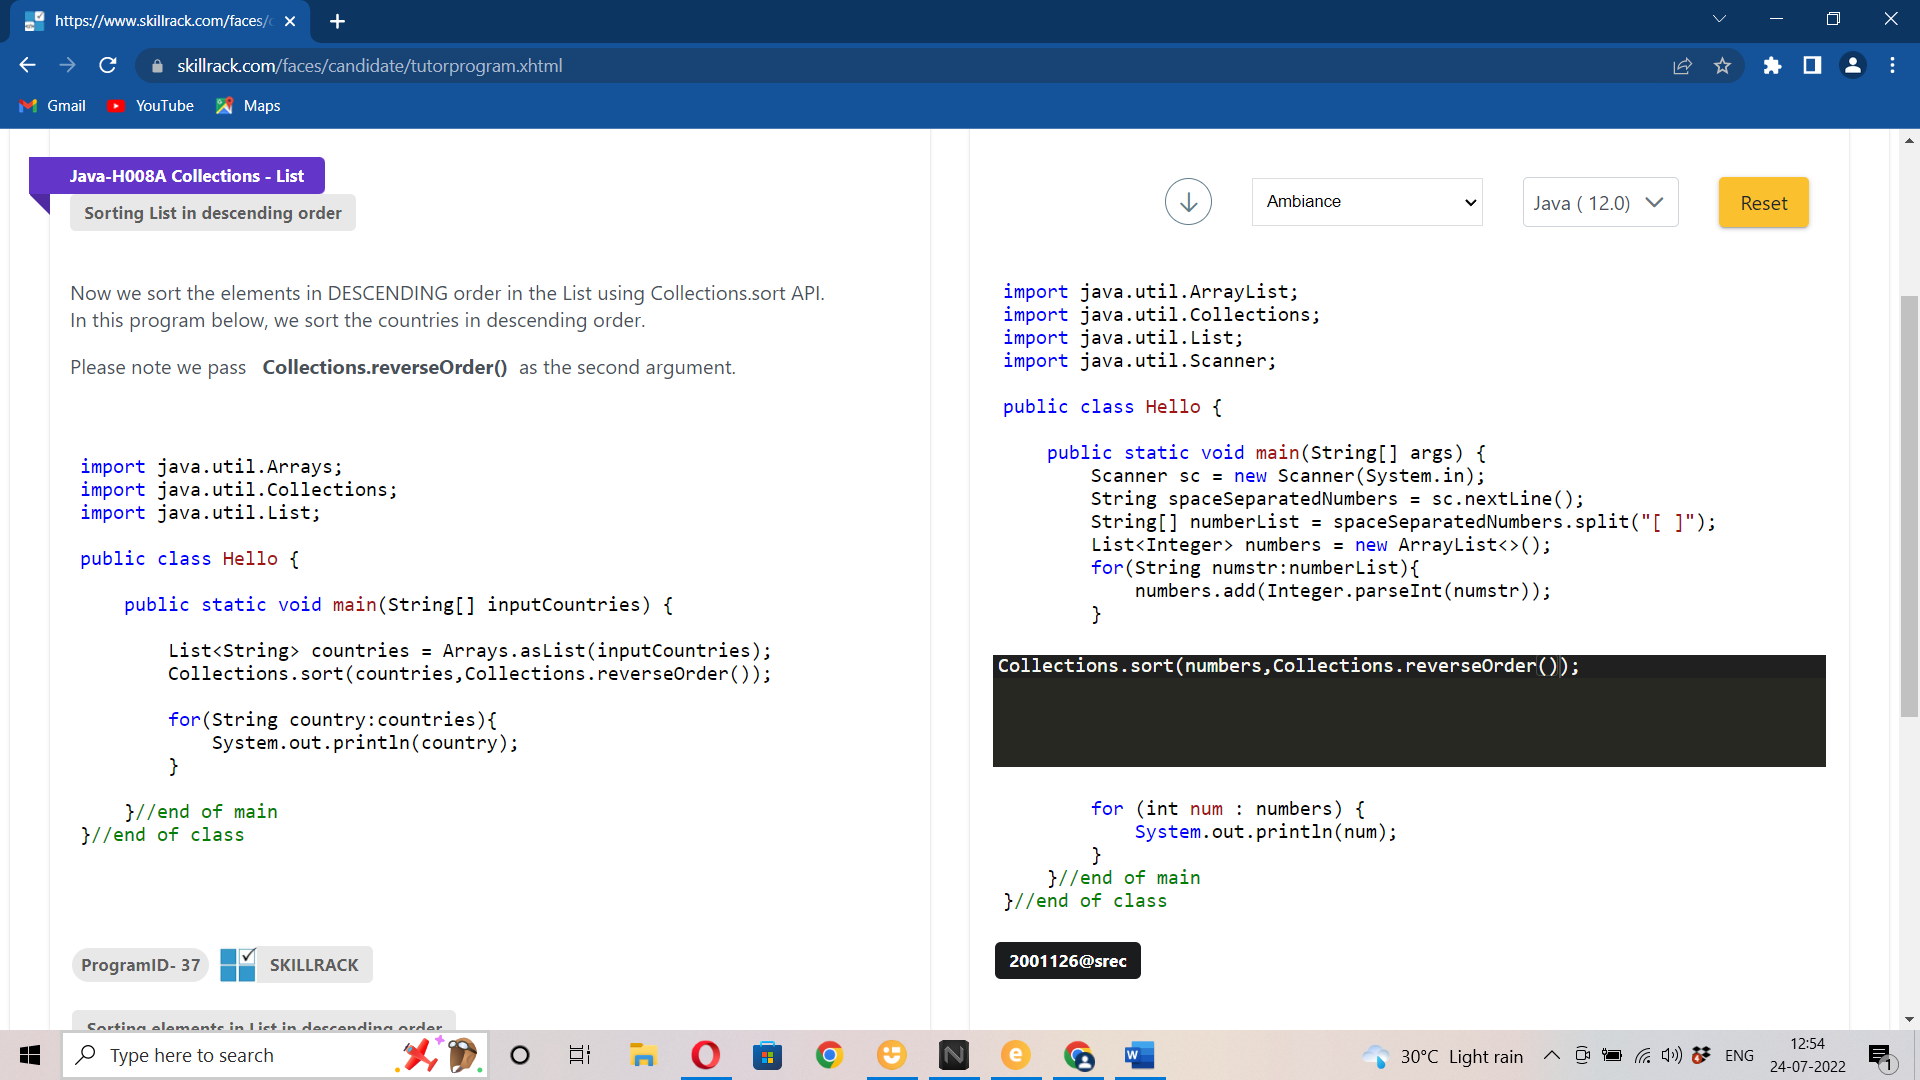 https://www.skillrack.com/faces/c
skillrack.com/faces/candidate/tutorprogram.xhtml
Gmail YouTube Maps
Java-H008A Collections - List
Sorting List in descending order
Now we sort the elements in DESCENDING order in the List using Collections.sort API.
In this program below, we sort the countries in descending order.
Please note we pass Collections.reverseOrder() as the second argument.
import java.util.Arrays;
import java.util.Collections;
import java.util.List;
public class Hello {
public static void main(String[] inputCountries) {
List<String> countries = Arrays.asList(inputCountries);
Collections.sort(countries,Collections.reverseOrder());
for(String country:countries){
System.out.println(country);
}
}//end of main
}//end of class
ProgramID- 37 SKILLRACK
Sorting elements in List in descending order
Ambiance Java ( 12.0) Reset
import java.util.ArrayList;
import java.util.Collections;
import java.util.List;
import java.util.Scanner;
public class Hello {
public static void main(String[] args) {
Scanner sc = new Scanner(System.in);
String spaceSeparatedNumbers = sc.nextLine();
String[] numberList = spaceSeparatedNumbers.split("[ ]");
List<Integer> numbers = new ArrayList<>();
for(String numstr:numberList){
numbers.add(Integer.parseInt(numstr));
}
Collections.sort(numbers,Collections.reverseOrder());
for (int num : numbers) {
System.out.println(num);
}
}//end of main
}//end of class
2001126@srec
Type here to search
30°C Light rain
ENG
12:54
24-07-2022
1